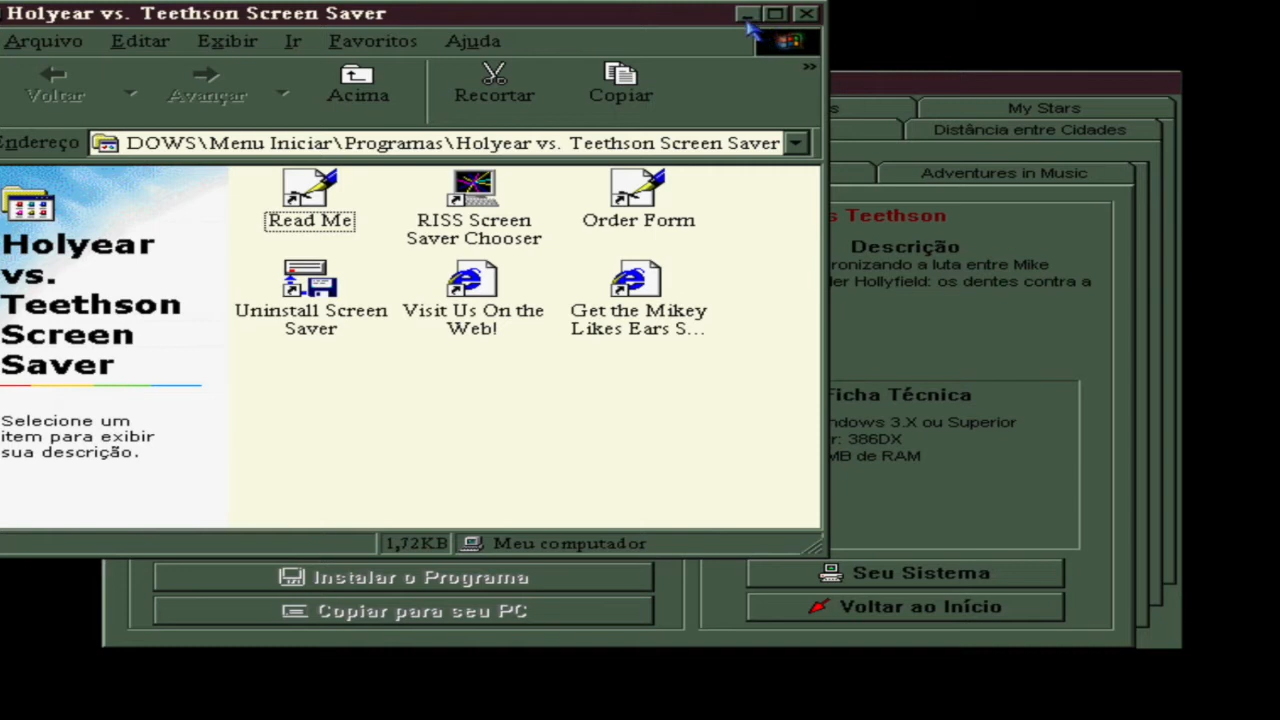 Holyear vs. Teethson Screen Saver
Arquivo Editar Exibir Ir Favoritos Ajuda
Voltar Avançar Acima Recortar Copiar
»
Endereço DOWS\Menu Iniciar\Programas\Holyear vs. Teethson Screen Saver
Holyear
vs.
Teethson
Screen
Saver
Selecione um
item para exibir
sua descrição.
Read Me
RISS Screen
Saver Chooser
Order Form
Uninstall Screen
Saver
Visit Us On the
Web!
Get the Mikey
Likes Ears S...
1,72KB Meu computador
My Stars
Distância entre Cidades
Adventures in Music
s Teethson
Descrição
ronizando a luta entre Mike
der Hollyfield: os dentes contra a
Ficha Técnica
ndows 3.X ou Superior
r: 386DX
MB de RAM
Instalar o Programa
Copiar para seu PC
Seu Sistema
Voltar ao Início